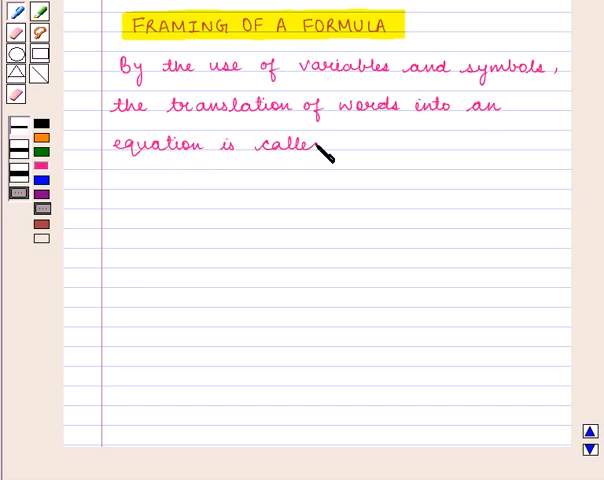 FRAMING OF A FORMULA
By the use of variables and symbols,
the translation of words into an
equation is calle